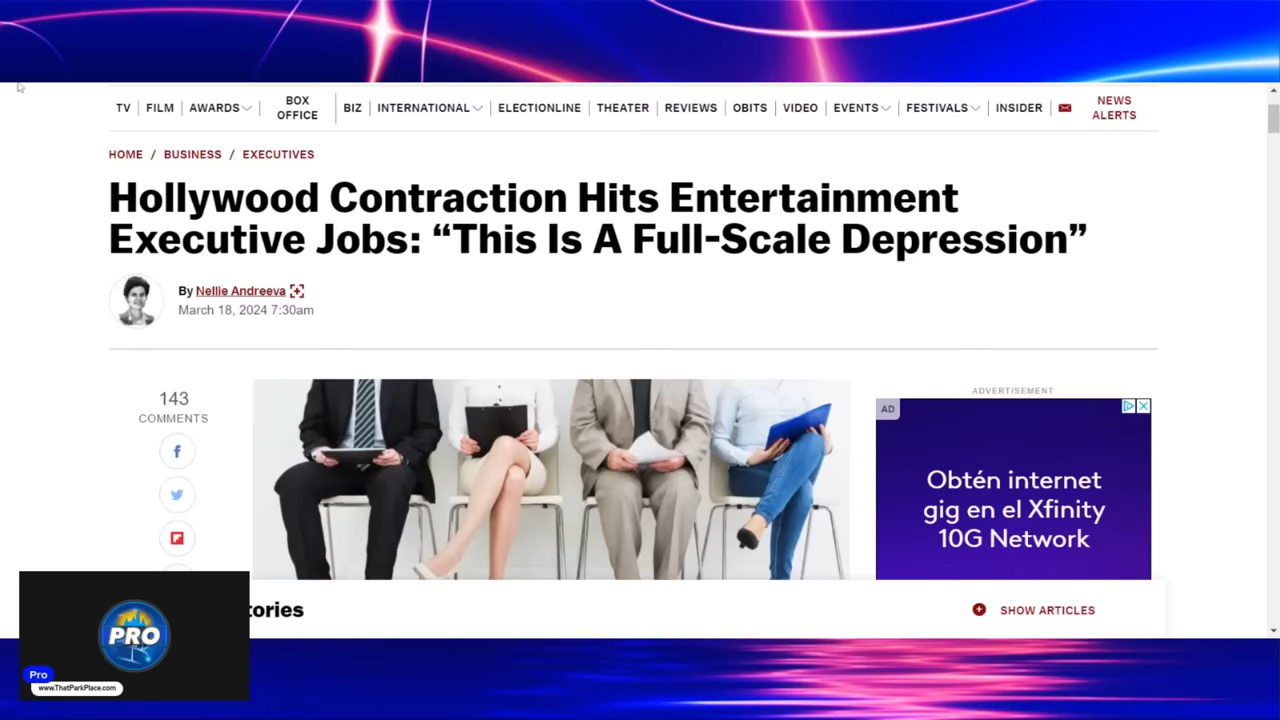 TV FILM AWARDS BOX OFFICE BIZ INTERNATIONAL ELECTIONLINE THEATER REVIEWS OBITS VIDEO EVENTS FESTIVALS INSIDER NEWS ALERTS
HOME / BUSINESS / EXECUTIVES
Hollywood Contraction Hits Entertainment
Executive Jobs: “This Is A Full-Scale Depression”
By Nellie Andreeva
March 18, 2024 7:30am
143
COMMENTS
ADVERTISEMENT
AD
Obtén internet
gig en el Xfinity
10G Network
tories
SHOW ARTICLES
PRO
Pro
www.ThatParkPlace.com